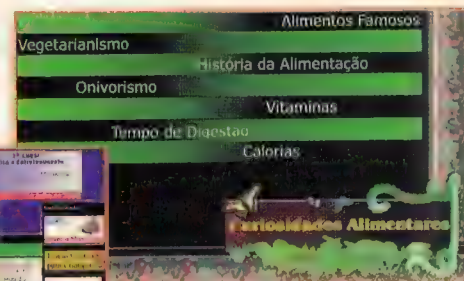 Alimentos Famosos
Vegetarianismo
História da Alimentação
Onivorismo
Vitaminas
Tempo de Digestão
Calorias
Curiosidades Alimentares